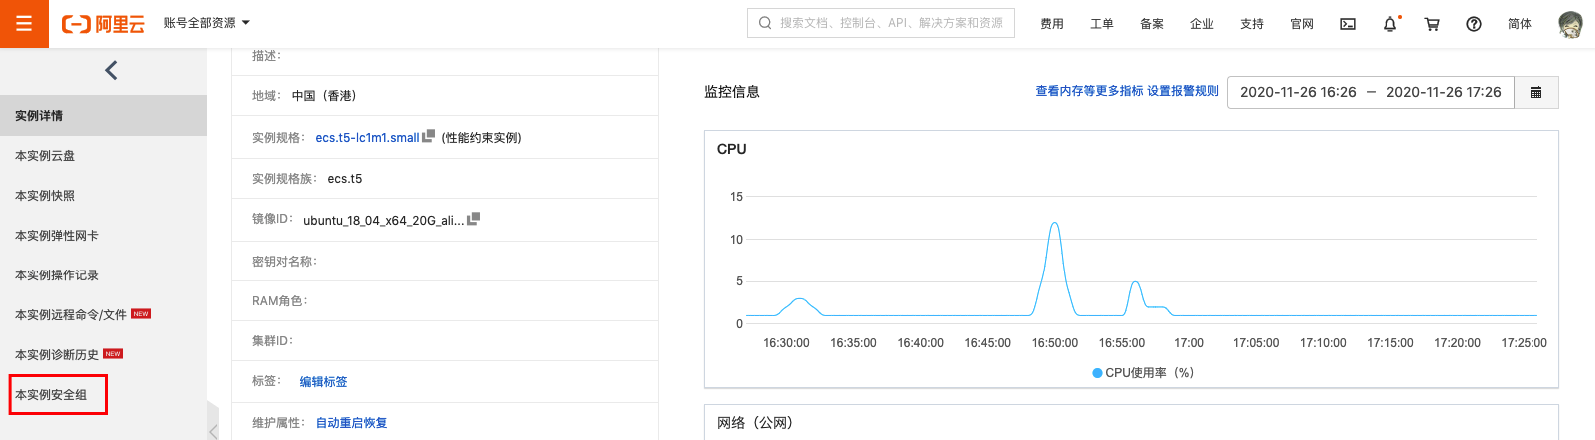 阿里云
账号全部资源
搜索文档、控制台、API、解决方案和资源
费用 工单 备案 企业 支持 官网 简体
实例详情
本实例云盘
本实例快照
本实例弹性网卡
本实例操作记录
本实例远程命令/文件 NEW
本实例诊断历史 NEW
本实例安全组
描述:
地域: 中国（香港）
实例规格: ecs.t5-lc1m1.small (性能约束实例)
实例规格族: ecs.t5
镜像ID: ubuntu_18_04_x64_20G_ali...
密钥对名称:
RAM角色:
集群ID:
标签: 编辑标签
维护属性: 自动重启恢复
监控信息
查看内存等更多指标 设置报警规则
2020-11-26 16:26 – 2020-11-26 17:26
CPU
15
10
5
0
16:30:00 16:35:00 16:40:00 16:45:00 16:50:00 16:55:00 17:00 17:05:00 17:10:00 17:15:00 17:20:00 17:25:00
CPU使用率（%）
网络（公网）